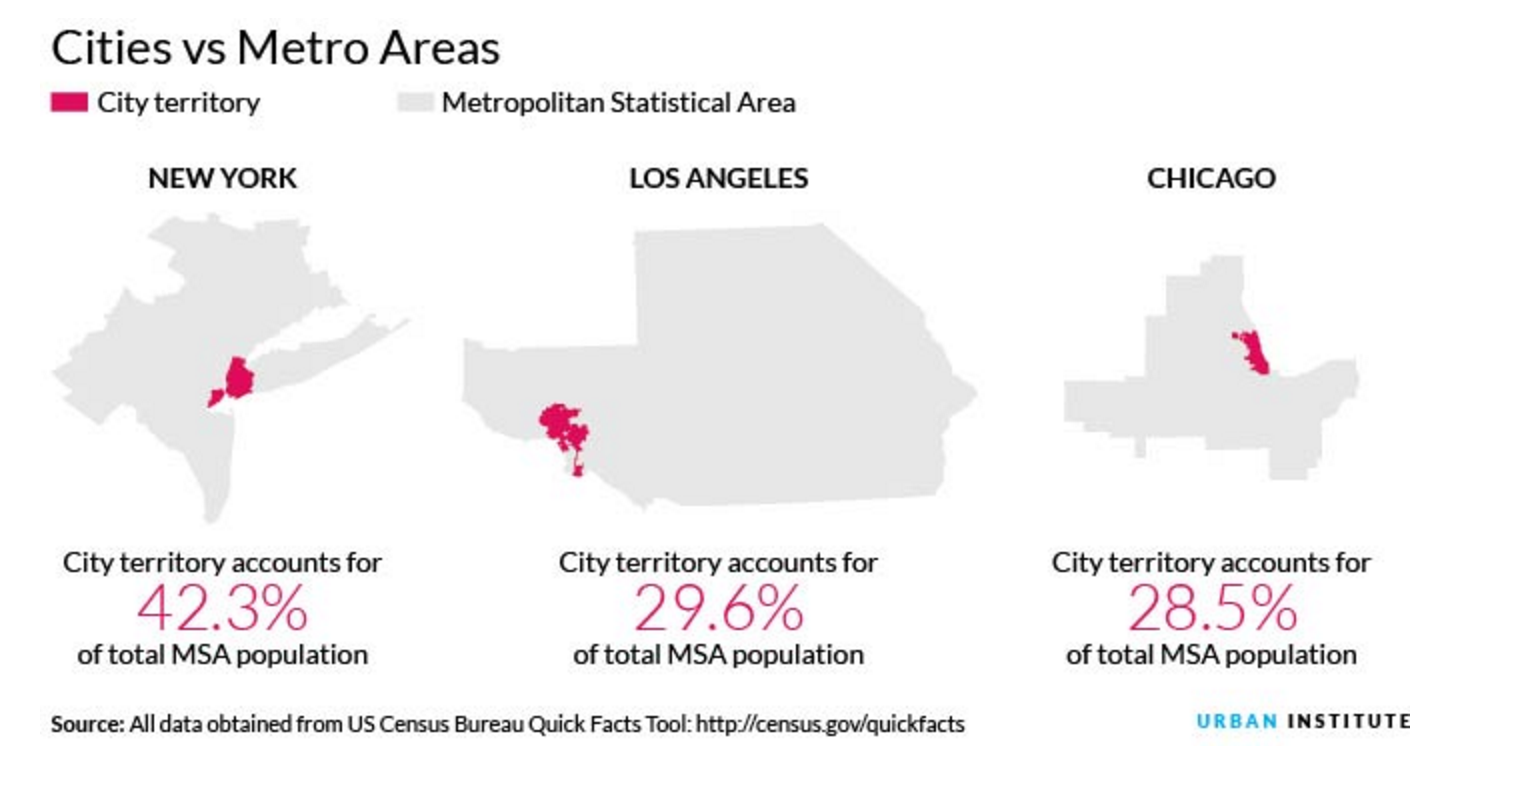 Cities vs Metro Areas
City territory
Metropolitan Statistical Area
NEW YORK
City territory accounts for
42.3%
of total MSA population
LOS ANGELES
City territory accounts for
29.6%
of total MSA population
CHICAGO
City territory accounts for
28.5%
of total MSA population
Source: All data obtained from US Census Bureau Quick Facts Tool: http://census.gov/quickfacts
URBAN INSTITUTE